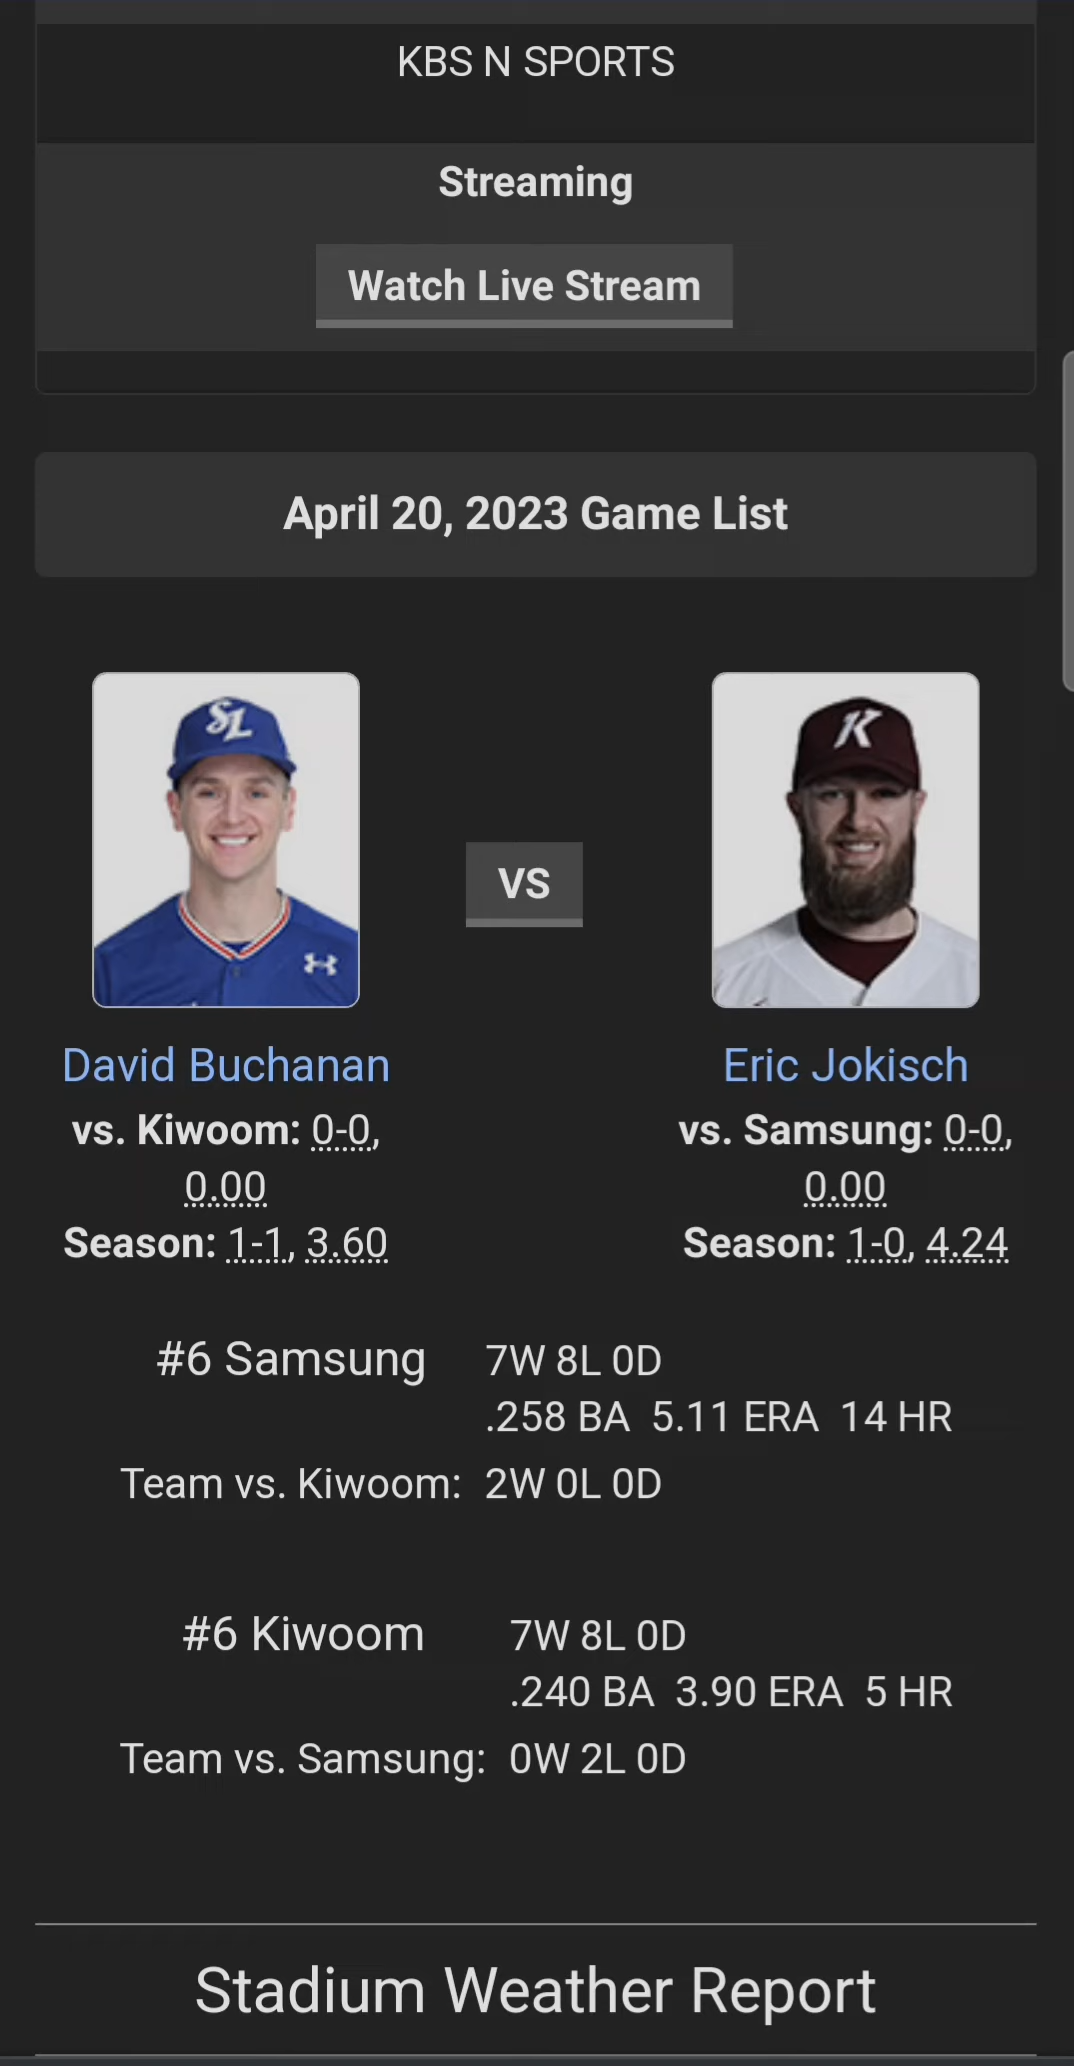 KBS N SPORTS
Streaming
Watch Live Stream
April 20, 2023 Game List
SL
K
VS
David Buchanan
vs. Kiwoom: 0-0,
0.00
Season: 1-1, 3.60
Eric Jokisch
vs. Samsung: 0-0,
0.00
Season: 1-0, 4.24
#6 Samsung 7W 8L 0D
.258 BA 5.11 ERA 14 HR
Team vs. Kiwoom: 2W 0L 0D
#6 Kiwoom 7W 8L 0D
.240 BA 3.90 ERA 5 HR
Team vs. Samsung: 0W 2L 0D
Stadium Weather Report